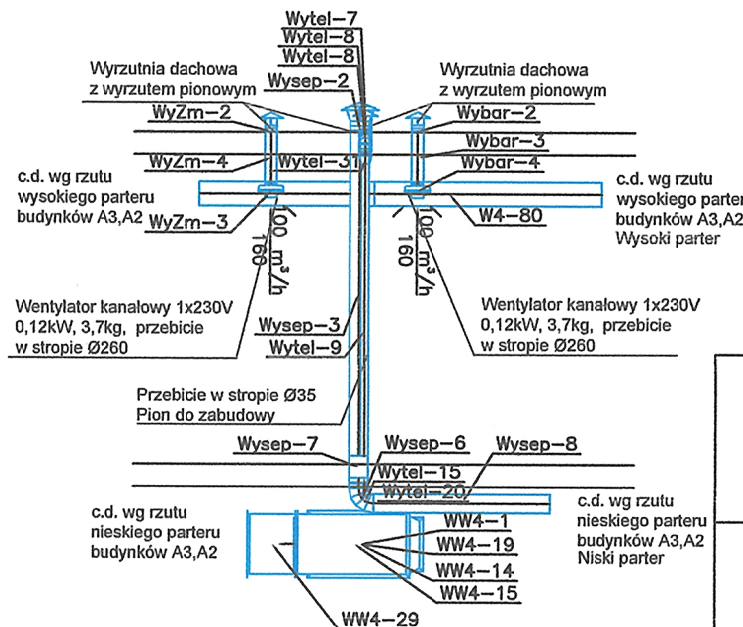 Wytel-7
Wytel-8
Wytel-8
Wysep-2
Wyrzutnia dachowa
z wyrzutem pionowym
Wyrzutnia dachowa
z wyrzutem pionowym
WyZm-2
Wybar-2
Wybar-3
WyZm-4
Wytel-31
Wybar-4
c.d. wg rzutu
wysokiego parteru
budynków A3,A2
c.d. wg rzutu
wysokiego parteru
budynków A3,A2
Wysoki parter
WyZm-3
W4-80
100 m³/h
160
100 m³/h
160
Wentylator kanałowy 1x230V
0,12kW, 3,7kg, przebicie
w stropie Ø260
Wentylator kanałowy 1x230V
0,12kW, 3,7kg, przebicie
w stropie Ø260
Wysep-3
Wytel-9
Przebicie w stropie Ø35
Pion do zabudowy
Wysep-7
Wysep-6
Wysep-8
Wytel-15
Wytel-20
c.d. wg rzutu
nieskiego parteru
budynków A3,A2
c.d. wg rzutu
nieskiego parteru
budynków A3,A2
Niski parter
WW4-1
WW4-19
WW4-14
WW4-15
WW4-29